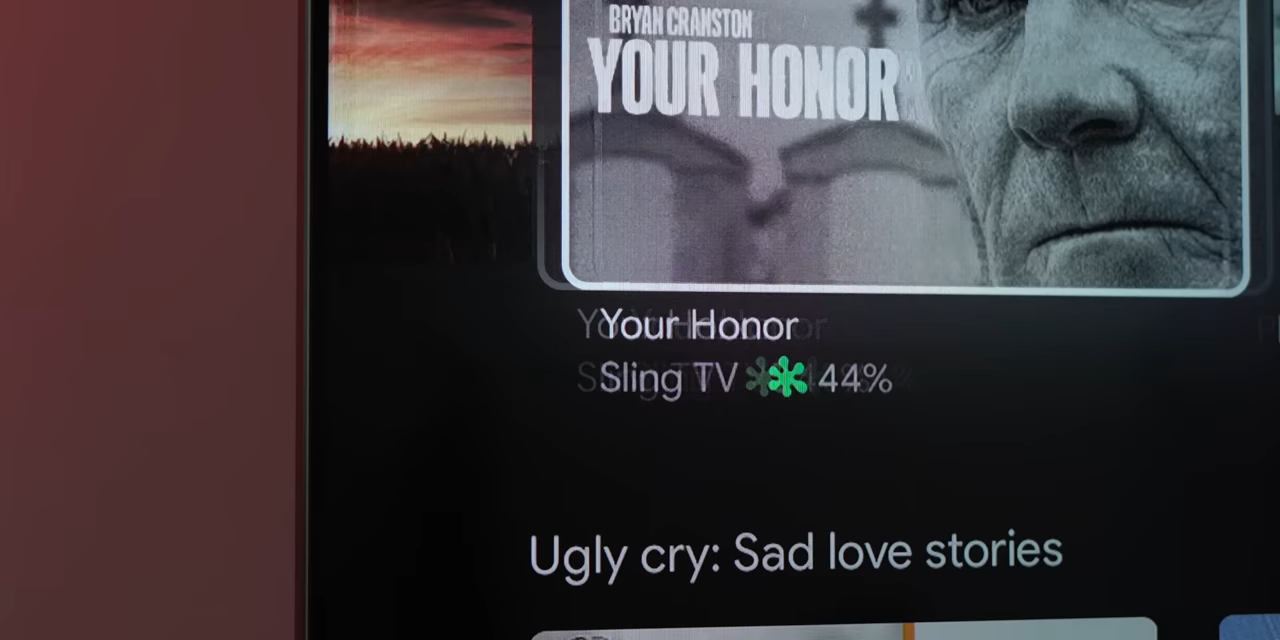 BRYAN CRANSTON
YOUR HONOR
Your Honor
Sling TV 44%
Ugly cry: Sad love stories